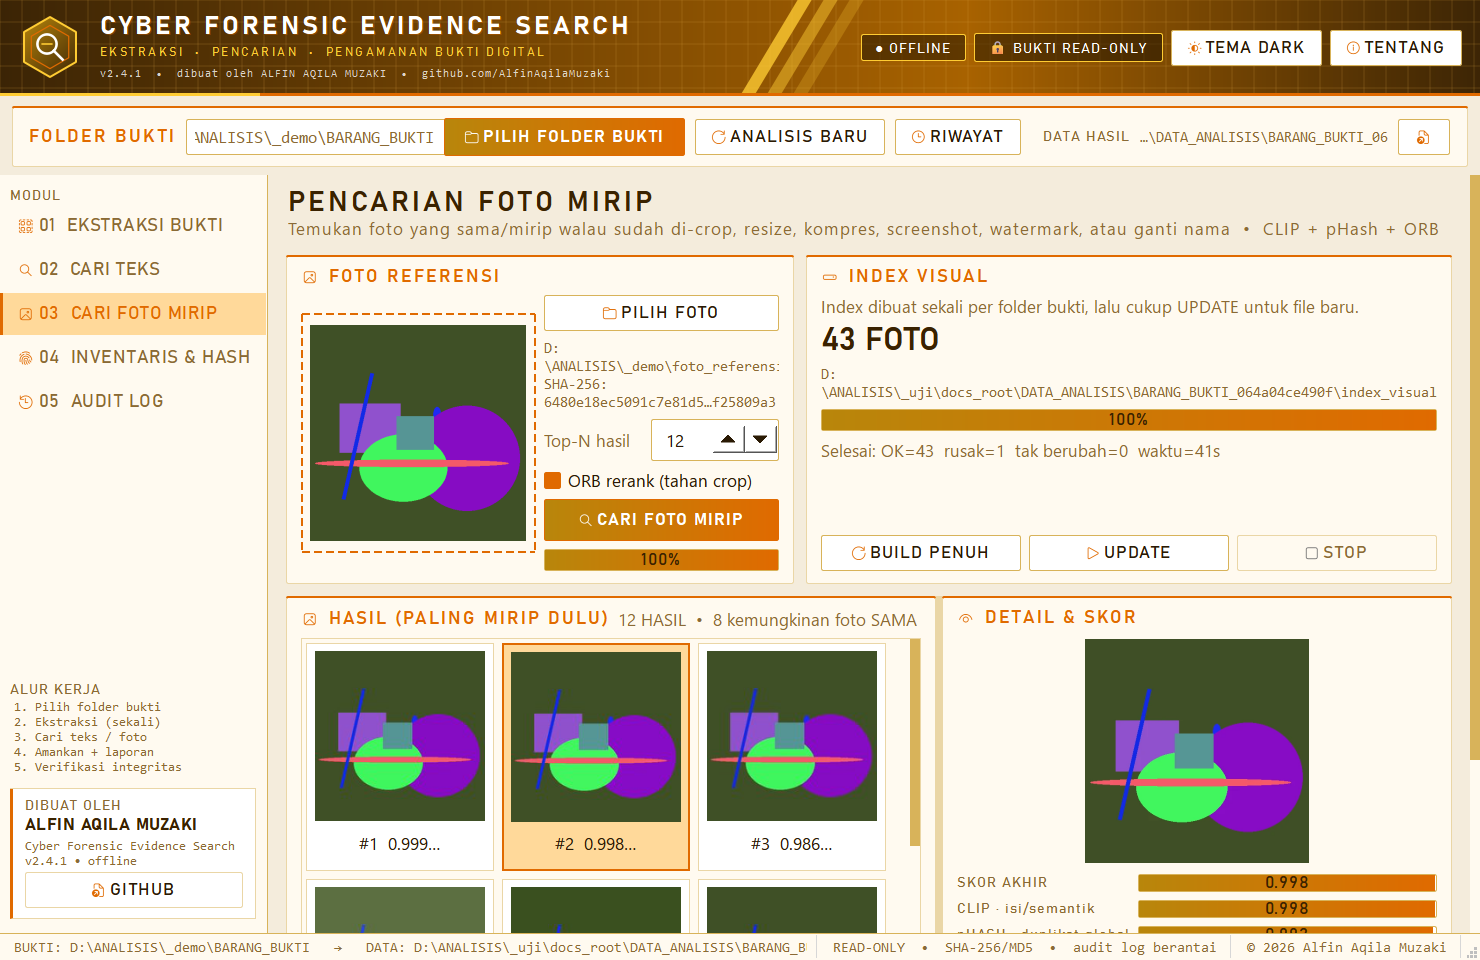 CYBER FORENSIC EVIDENCE SEARCH
EKSTRAKSI · PENCARIAN · PENGAMANAN BUKTI DIGITAL
v2.4.1 • dibuat oleh ALFIN AQILA MUZAKI • github.com/AlfinAqilaMuzaki
● OFFLINE
BUKTI READ-ONLY
TEMA DARK
TENTANG
FOLDER BUKTI
ANALISIS\_demo\BARANG_BUKTI
PILIH FOLDER BUKTI
ANALISIS BARU
RIWAYAT
DATA HASIL …\DATA_ANALISIS\BARANG_BUKTI_06
MODUL
01 EKSTRAKSI BUKTI
02 CARI TEKS
03 CARI FOTO MIRIP
04 INVENTARIS & HASH
05 AUDIT LOG
ALUR KERJA
1. Pilih folder bukti
2. Ekstraksi (sekali)
3. Cari teks / foto
4. Amankan + laporan
5. Verifikasi integritas
DIBUAT OLEH
ALFIN AQILA MUZAKI
Cyber Forensic Evidence Search
v2.4.1 • offline
GITHUB
PENCARIAN FOTO MIRIP
Temukan foto yang sama/mirip walau sudah di-crop, resize, kompres, screenshot, watermark, atau ganti nama • CLIP + pHash + ORB
FOTO REFERENSI
PILIH FOTO
D:
\ANALISIS\_demo\foto_referensi
SHA-256:
6480e18ec5091c7e81d5…f25809a3
Top-N hasil 12
ORB rerank (tahan crop)
CARI FOTO MIRIP
100%
INDEX VISUAL
Index dibuat sekali per folder bukti, lalu cukup UPDATE untuk file baru.
43 FOTO
D:
\ANALISIS\_uji\docs_root\DATA_ANALISIS\BARANG_BUKTI_064a04ce490f\index_visual
100%
Selesai: OK=43 rusak=1 tak berubah=0 waktu=41s
BUILD PENUH
UPDATE
STOP
HASIL (PALING MIRIP DULU) 12 HASIL • 8 kemungkinan foto SAMA
#1 0.999...
#2 0.998...
#3 0.986...
DETAIL & SKOR
SKOR AKHIR 0.998
CLIP · isi/semantik 0.998
BUKTI: D:\ANALISIS\_demo\BARANG_BUKTI → DATA: D:\ANALISIS\_uji\docs_root\DATA_ANALISIS\BARANG_B
READ-ONLY • SHA-256/MD5 • audit log berantai
© 2026 Alfin Aqila Muzaki